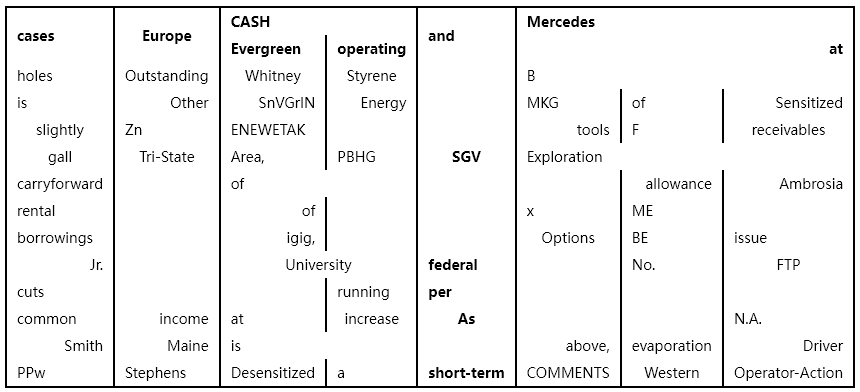 cases Europe CASH and Mercedes
Evergreen operating at
holes Outstanding Whitney Styrene B
is Other SnVGrIN Energy MKG of Sensitized
slightly Zn ENEWETAK tools F receivables
gall Tri-State Area, PBHG SGV Exploration
carryforward of allowance Ambrosia
rental of x ME
borrowings igig, Options BE issue
Jr. University federal No. FTP
cuts running per
common income at increase As N.A.
Smith Maine is above, evaporation Driver
PPw Stephens Desensitized a short-term COMMENTS Western Operator-Action